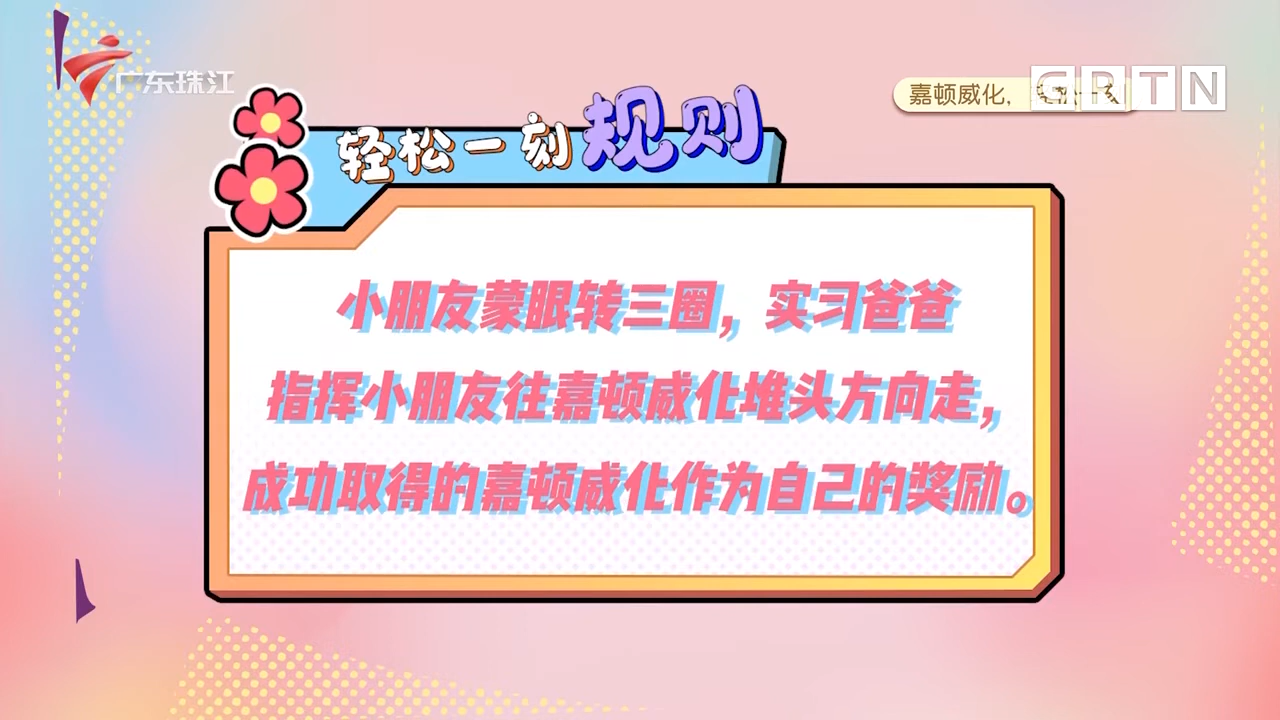 广东珠江
嘉顿威化,
GRTN
轻松一刻规则
小朋友蒙眼转三圈，实习爸爸
指挥小朋友往嘉顿威化堆头方向走，
成功取得的嘉顿威化作为自己的奖励。